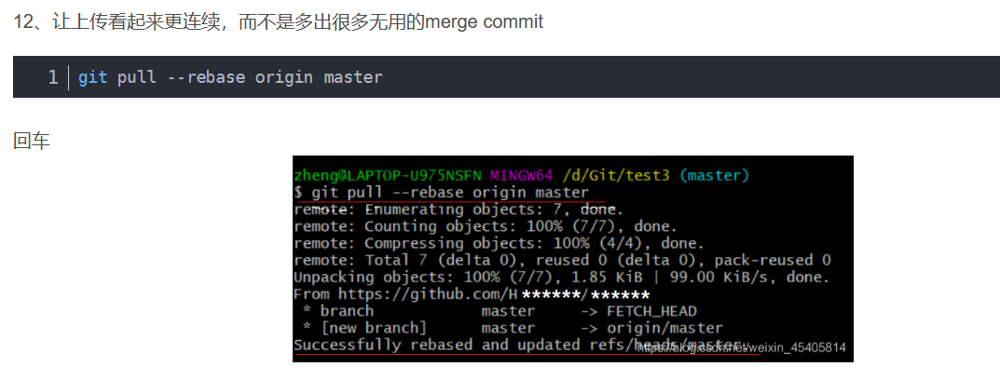 12、让上传看起来更连续，而不是多出很多无用的merge commit
1 git pull --rebase origin master
回车
zheng@LAPTOP-U975NSFN MINGW64 /d/Git/test3 (master)
$ git pull --rebase origin master
remote: Enumerating objects: 7, done.
remote: Counting objects: 100% (7/7), done.
remote: Compressing objects: 100% (4/4), done.
remote: Total 7 (delta 0), reused 0 (delta 0), pack-reused 0
Unpacking objects: 100% (7/7), 1.85 KiB | 99.00 KiB/s, done.
From https://github.com/H ******/******
 * branch            master     -> FETCH_HEAD
 * [new branch]      master     -> origin/master
Successfully rebased and updated refs/heads/master.
https://blog.csdn.net/weixin_45405814